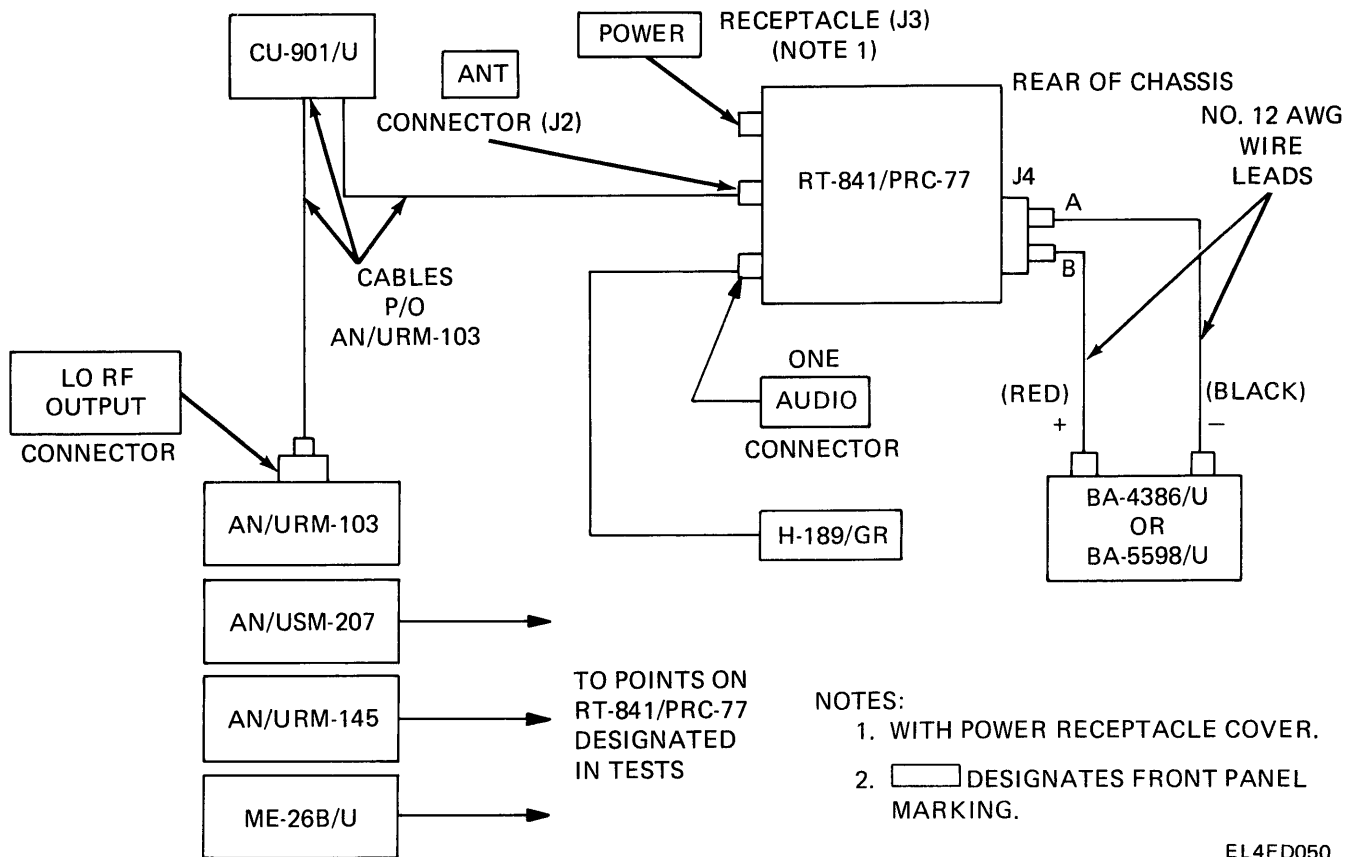 CU-901/U
ANT
CONNECTOR (J2)
POWER
RECEPTACLE (J3)
(NOTE 1)
REAR OF CHASSIS
NO. 12 AWG
WIRE
LEADS
RT-841/PRC-77
J4
A
B
CABLES
P/O
AN/URM-103
LO RF
OUTPUT
CONNECTOR
ONE
AUDIO
CONNECTOR
(RED)
+
(BLACK)
−
BA-4386/U
OR
BA-5598/U
H-189/GR
AN/URM-103
AN/USM-207
AN/URM-145
ME-26B/U
TO POINTS ON
RT-841/PRC-77
DESIGNATED
IN TESTS
NOTES:
1. WITH POWER RECEPTACLE COVER.
2. DESIGNATES FRONT PANEL
MARKING.
EL4FD050